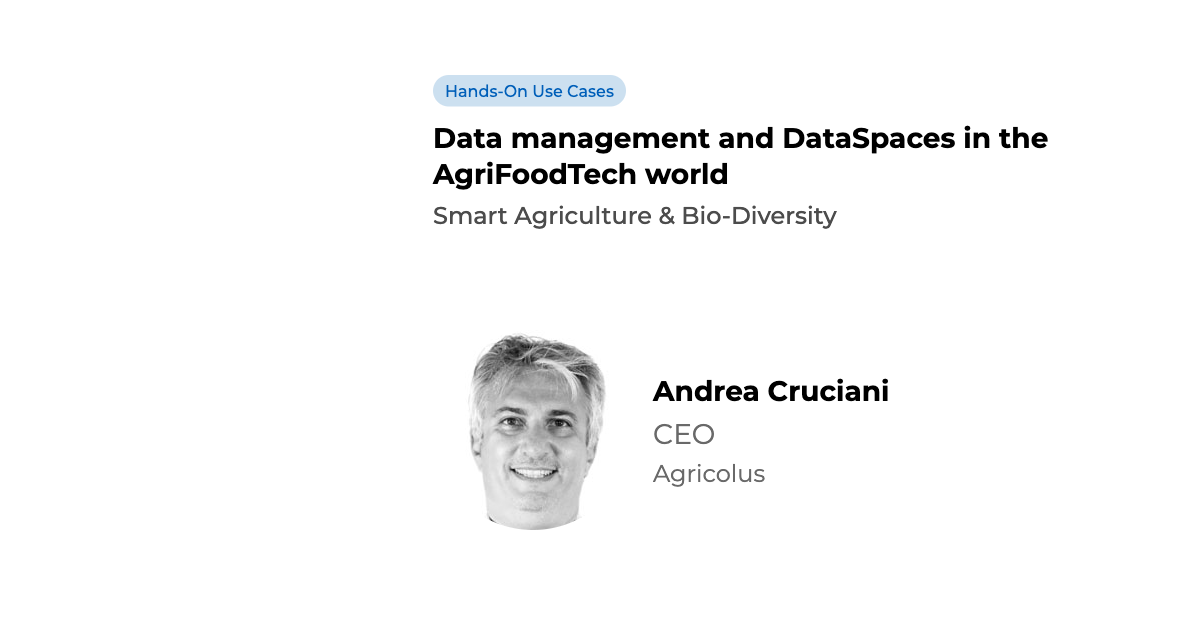 Hands-On Use Cases
Data management and DataSpaces in the
AgriFoodTech world
Smart Agriculture & Bio-Diversity
Andrea Cruciani
CEO
Agricolus